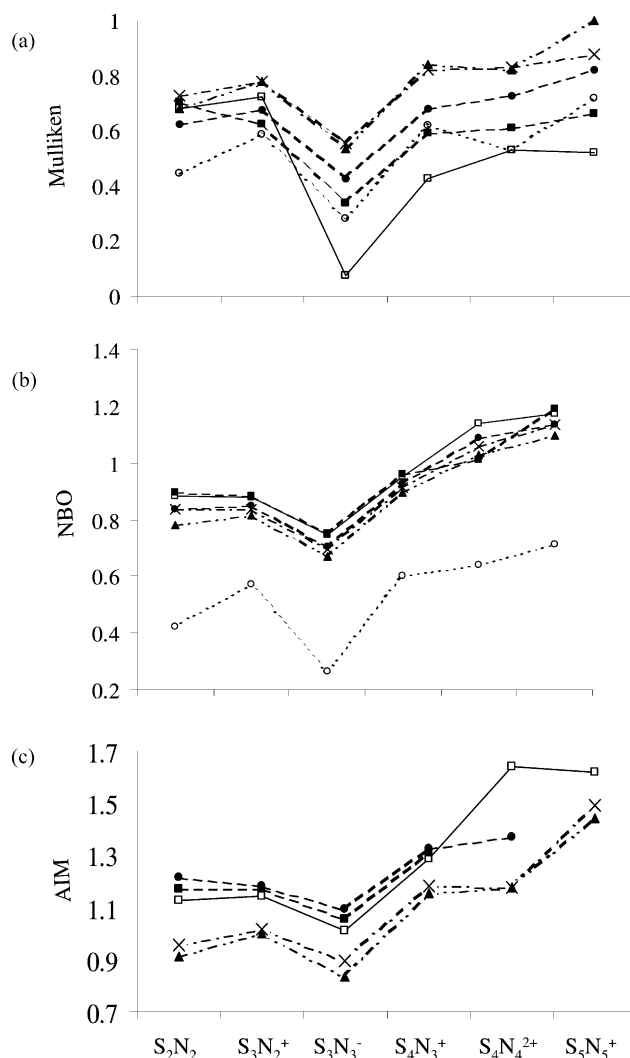 (a)
1
0.8
0.6
0.4
0.2
0
Mulliken
(b)
1.4
1.2
1
0.8
0.6
0.4
0.2
NBO
(c)
1.7
1.5
1.3
1.1
0.9
0.7
AIM
S₂N₂ S₃N₂⁺ S₃N₃⁻ S₄N₃⁺ S₄N₄²⁺ S₅N₅⁺